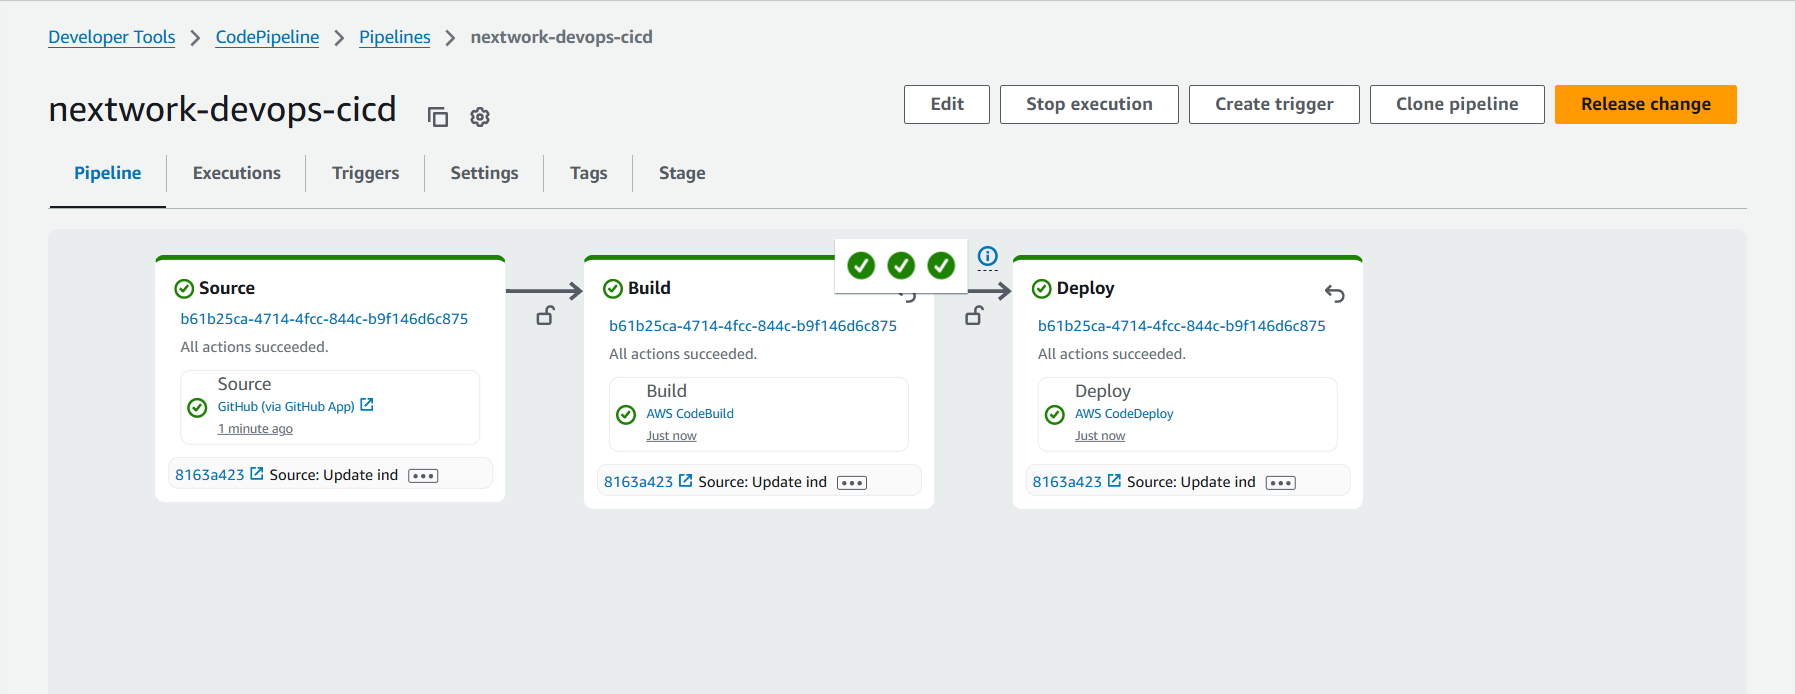 Developer Tools > CodePipeline > Pipelines > nextwork-devops-cicd
nextwork-devops-cicd
Edit
Stop execution
Create trigger
Clone pipeline
Release change
Pipeline
Executions
Triggers
Settings
Tags
Stage
Source
b61b25ca-4714-4fcc-844c-b9f146d6c875
All actions succeeded.
Source
GitHub (via GitHub App)
1 minute ago
8163a423 Source: Update ind
Build
b61b25ca-4714-4fcc-844c-b9f146d6c875
All actions succeeded.
Build
AWS CodeBuild
Just now
8163a423 Source: Update ind
Deploy
b61b25ca-4714-4fcc-844c-b9f146d6c875
All actions succeeded.
Deploy
AWS CodeDeploy
Just now
8163a423 Source: Update ind